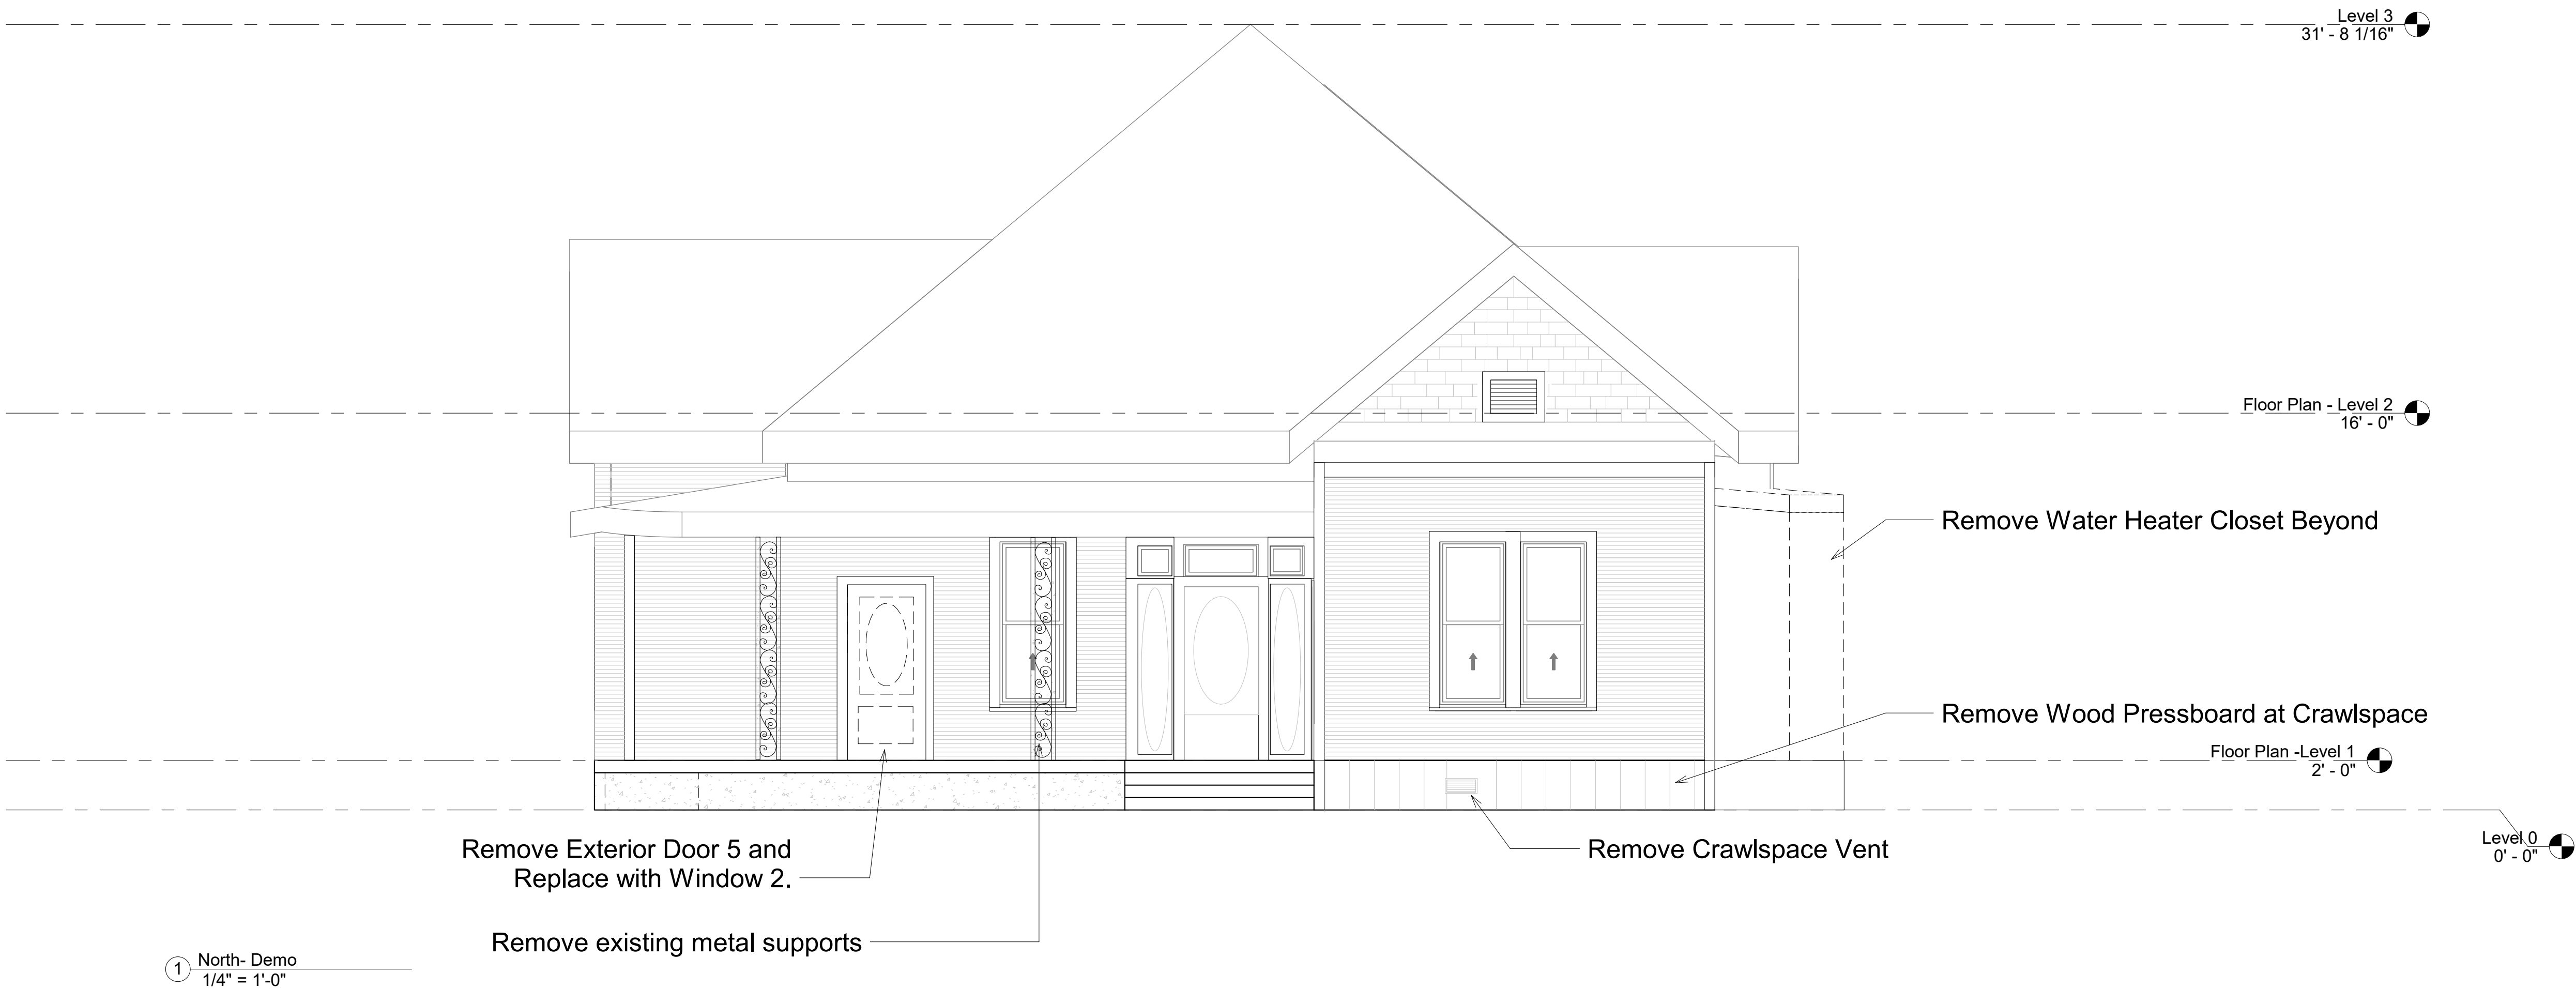 Level 3
31' - 8 1/16"
Floor Plan - Level 2
16' - 0"
Remove Water Heater Closet Beyond
Remove Wood Pressboard at Crawlspace
Floor Plan -Level 1
2' - 0"
Level 0
0' - 0"
Remove Exterior Door 5 and
Replace with Window 2.
Remove Crawlspace Vent
Remove existing metal supports
1
North- Demo
1/4" = 1'-0"